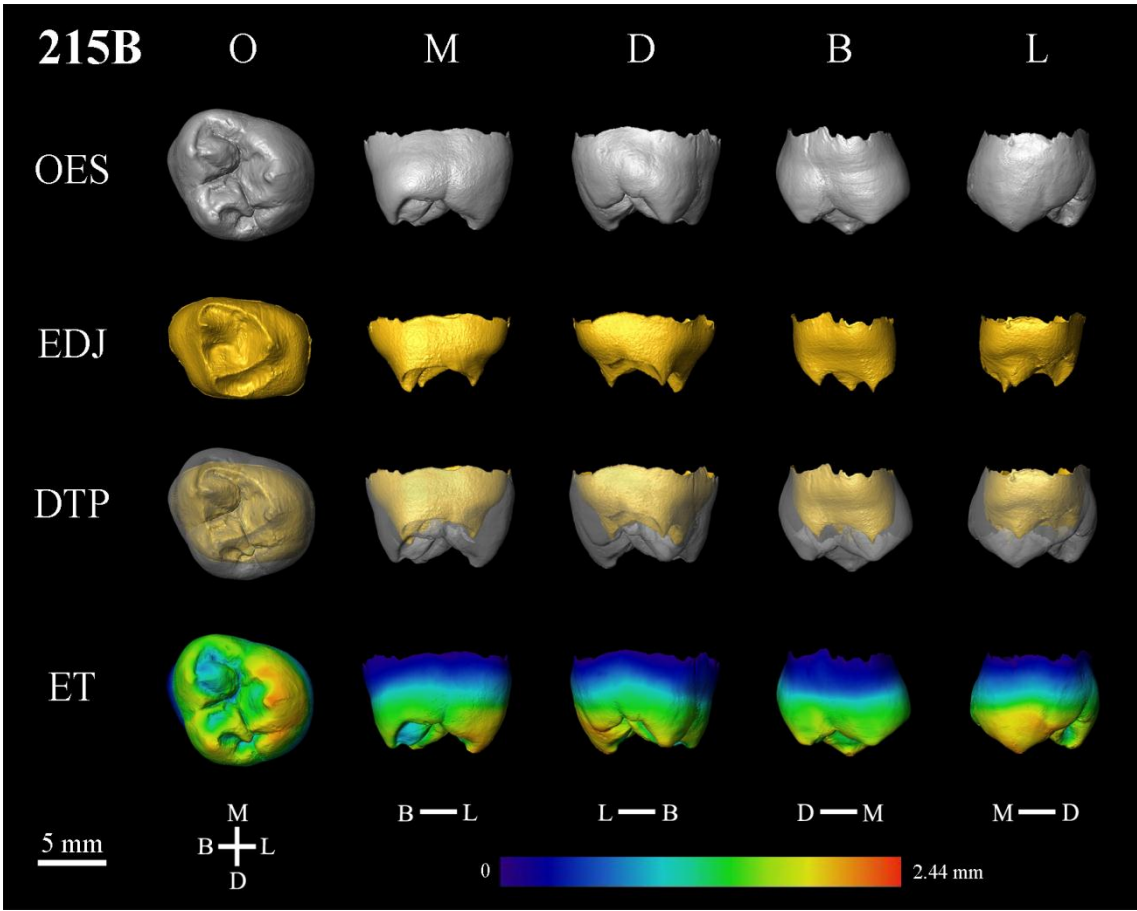 215B O M D B L
OES
EDJ
DTP
ET
M
B L
D
B L
L B
D M
M D
5 mm
0
2.44 mm